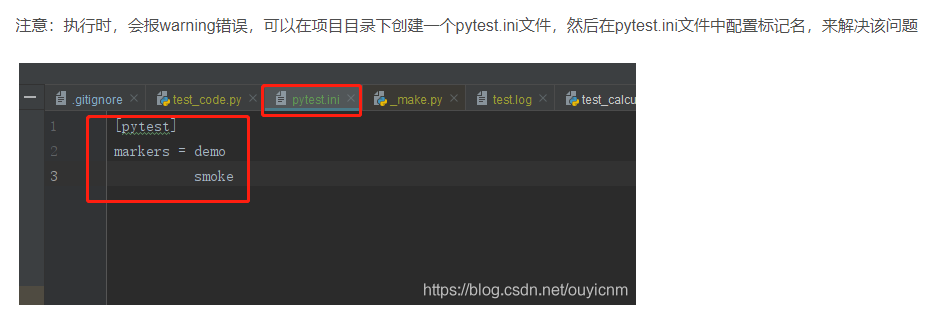 注意：执行时，会报warning错误，可以在项目目录下创建一个pytest.ini文件，然后在pytest.ini文件中配置标记名，来解决该问题
.gitignore × test_code.py × pytest.ini × _make.py × test.log × test_calcu
1 [pytest]
2 markers = demo
3 smoke
https://blog.csdn.net/ouyicnm